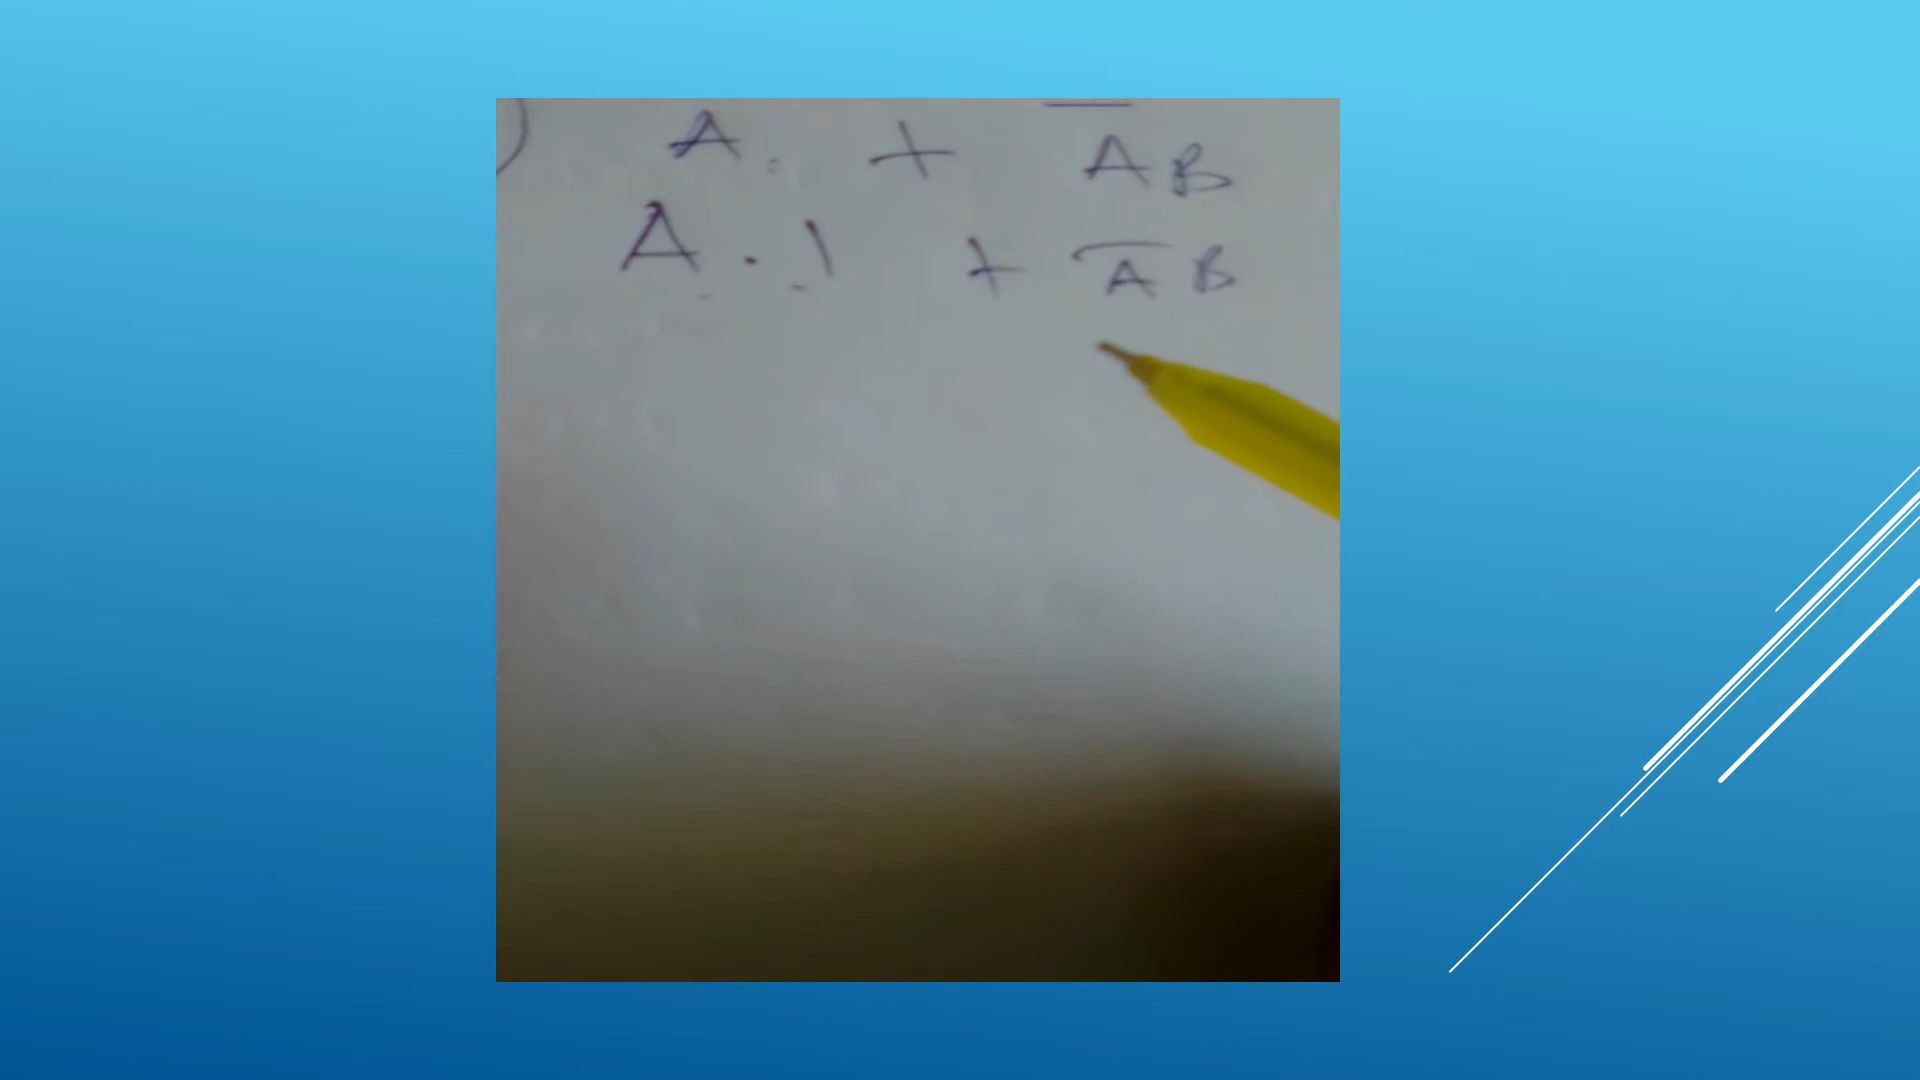 ) A. + A̅B
A · 1 + A̅B